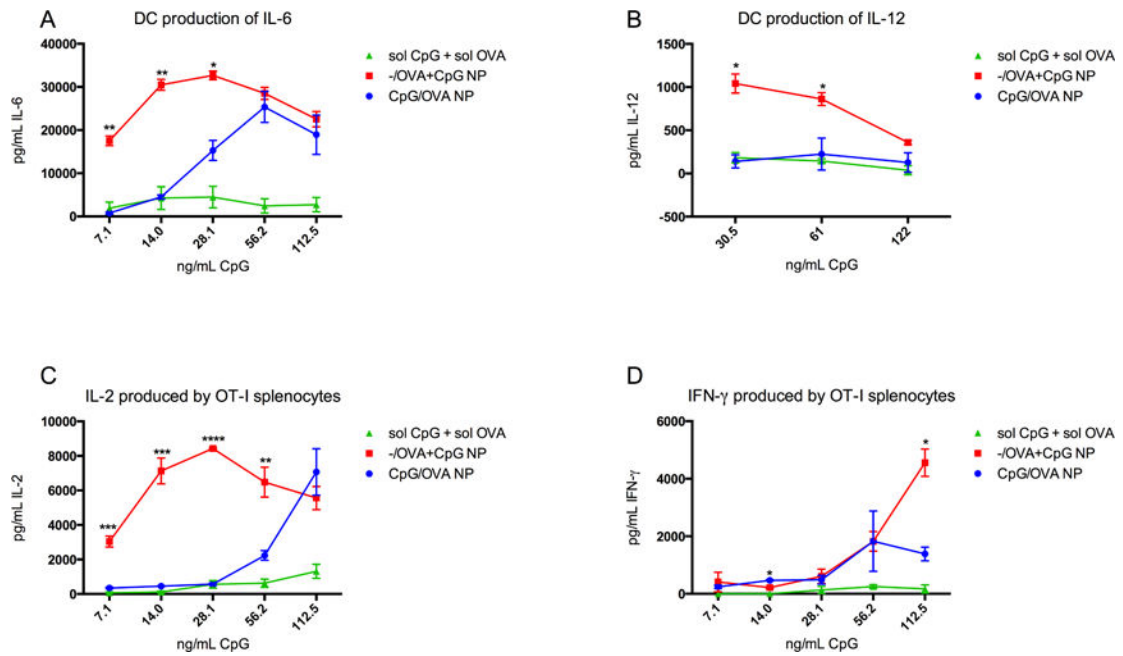 A
DC production of IL-6
pg/mL IL-6
40000
30000
20000
10000
0
**
**
*
7.1
14.0
28.1
56.2
112.5
ng/mL CpG
sol CpG + sol OVA
-/OVA+CpG NP
CpG/OVA NP
B
DC production of IL-12
pg/mL IL-12
1500
1000
500
0
-500
*
*
30.5
61
122
ng/mL CpG
sol CpG + sol OVA
-/OVA+CpG NP
CpG/OVA NP
C
IL-2 produced by OT-I splenocytes
pg/mL IL-2
10000
8000
6000
4000
2000
0
***
***
****
**
7.1
14.0
28.1
56.2
112.5
ng/mL CpG
sol CpG + sol OVA
-/OVA+CpG NP
CpG/OVA NP
D
IFN-γ produced by OT-I splenocytes
pg/mL IFN-γ
6000
4000
2000
0
*
*
7.1
14.0
28.1
56.2
112.5
ng/mL CpG
sol CpG + sol OVA
-/OVA+CpG NP
CpG/OVA NP